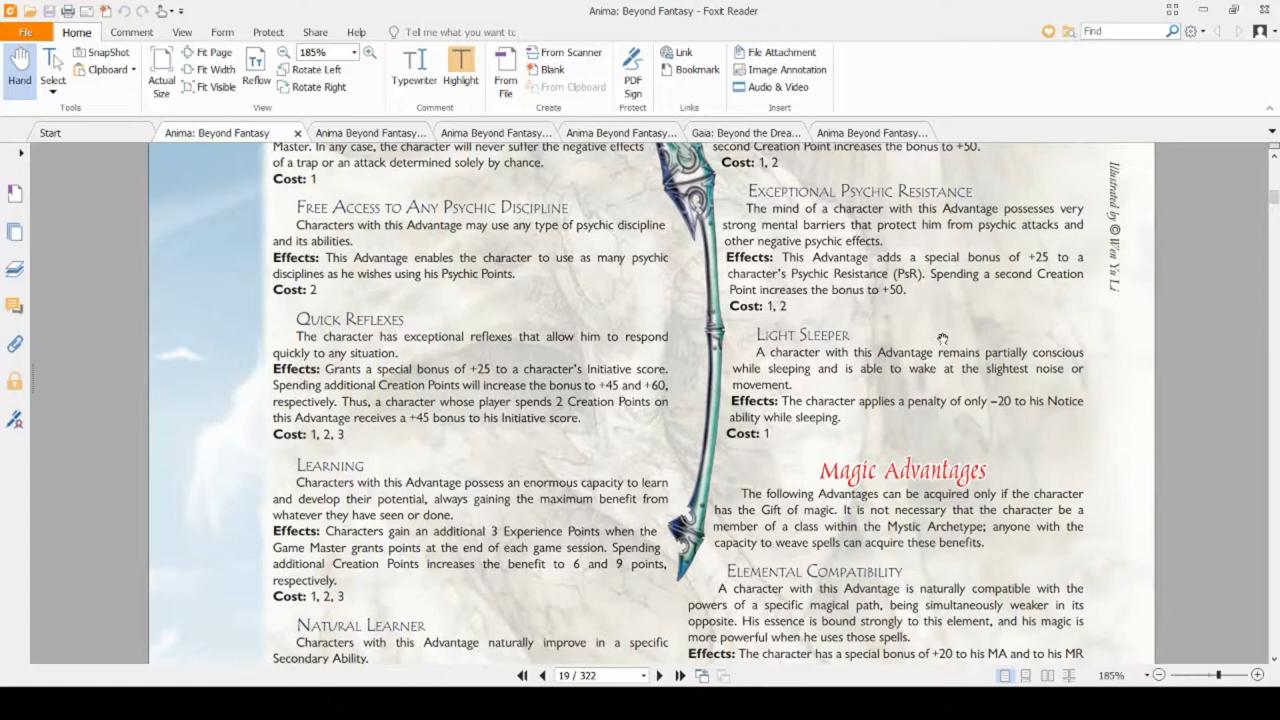 Anima: Beyond Fantasy - Foxit Reader
File Home Comment View Form Protect Share Help Tell me what you want tc
Find
Hand
Select
SnapShot
Clipboard
Tools
Actual Size
Fit Page
Fit Width
Fit Visible
Reflow
185%
Rotate Left
Rotate Right
View
Typewriter
Highlight
Comment
From File
From Scanner
Blank
From Clipboard
Create
PDF Sign
Protect
Link
Bookmark
Links
File Attachment
Image Annotation
Audio & Video
Insert
Start
Anima: Beyond Fantasy
Anima Beyond Fantasy...
Anima Beyond Fantasy...
Anima Beyond Fantasy...
Gaia: Beyond the Drea...
Anima Beyond Fantasy...
Master. In any case, the character will never suffer the negative effects
of a trap or an attack determined solely by chance.
Cost: 1
Free Access to Any Psychic Discipline
Characters with this Advantage may use any type of psychic discipline
and its abilities.
Effects: This Advantage enables the character to use as many psychic
disciplines as he wishes using his Psychic Points.
Cost: 2
Quick Reflexes
The character has exceptional reflexes that allow him to respond
quickly to any situation.
Effects: Grants a special bonus of +25 to a character's Initiative score.
Spending additional Creation Points will increase the bonus to +45 and +60,
respectively. Thus, a character whose player spends 2 Creation Points on
this Advantage receives a +45 bonus to his Initiative score.
Cost: 1, 2, 3
Learning
Characters with this Advantage possess an enormous capacity to learn
and develop their potential, always gaining the maximum benefit from
whatever they have seen or done.
Effects: Characters gain an additional 3 Experience Points when the
Game Master grants points at the end of each game session. Spending
additional Creation Points increases the benefit to 6 and 9 points,
respectively.
Cost: 1, 2, 3
Natural Learner
Characters with this Advantage naturally improve in a specific
Secondary Ability.
second Creation Point increases the bonus to +50.
Cost: 1, 2
Exceptional Psychic Resistance
The mind of a character with this Advantage possesses very
strong mental barriers that protect him from psychic attacks and
other negative psychic effects.
Effects: This Advantage adds a special bonus of +25 to a
character's Psychic Resistance (PsR). Spending a second Creation
Point increases the bonus to +50.
Cost: 1, 2
Light Sleeper
A character with this Advantage remains partially conscious
while sleeping and is able to wake at the slightest noise or
movement.
Effects: The character applies a penalty of only –20 to his Notice
ability while sleeping.
Cost: 1
Magic Advantages
The following Advantages can be acquired only if the character
has the Gift of magic. It is not necessary that the character be a
member of a class within the Mystic Archetype; anyone with the
capacity to weave spells can acquire these benefits.
Elemental Compatibility
A character with this Advantage is naturally compatible with the
powers of a specific magical path, being simultaneously weaker in its
opposite. His essence is bound strongly to this element, and his magic is
more powerful when he uses those spells.
Effects: The character has a special bonus of +20 to his MA and to his MR
Illustrated by © Wen Yu Li
19 / 322
185%